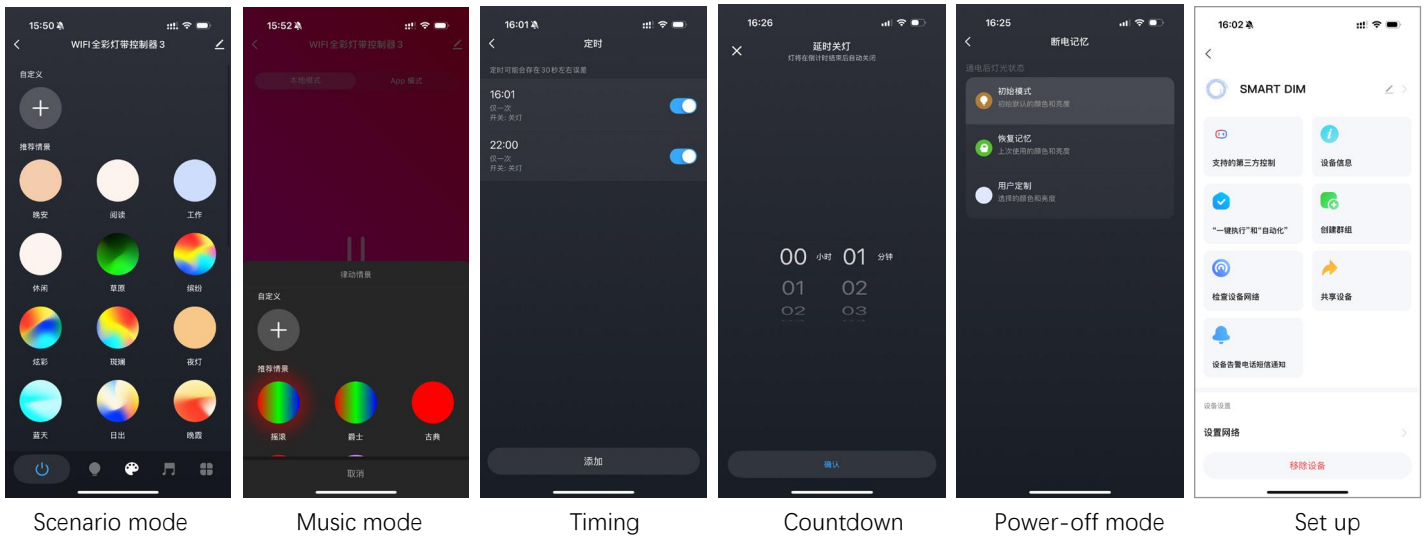 15:50
WIFI全彩灯带控制器3
自定义
推荐情景
晚安
阅读
工作
休闲
草原
缤纷
炫彩
斑斓
夜灯
蓝天
日出
晚霞
Scenario mode
15:52
WIFI全彩灯带控制器3
本地模式
App 模式
律动情景
自定义
推荐情景
摇滚
爵士
古典
取消
Music mode
16:01
定时
定时可能会存在30秒左右误差
16:01
仅一次
开关: 关灯
22:00
仅一次
开关: 关灯
添加
Timing
16:26
延时关灯
灯将在倒计时结束后自动关闭
00 小时 01 分钟
01 02
02 03
确认
Countdown
16:25
断电记忆
通电后灯光状态
初始模式
初始默认的颜色和亮度
恢复记忆
上次使用的颜色和亮度
用户定制
选择的颜色和亮度
Power-off mode
16:02
SMART DIM
支持的第三方控制
设备信息
“一键执行”和“自动化”
创建群组
检查设备网络
共享设备
设备告警电话短信通知
设备设置
设置网络
移除设备
Set up